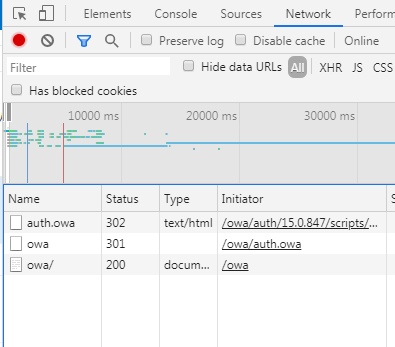 Elements Console Sources Network Perform
Preserve log Disable cache Online
Filter Hide data URLs All XHR JS CSS
Has blocked cookies
10000 ms 20000 ms 30000 ms
Name Status Type Initiator S
auth.owa 302 text/html /owa/auth/15.0.847/scripts/...
owa 301 /owa/auth.owa
owa/ 200 docum... /owa